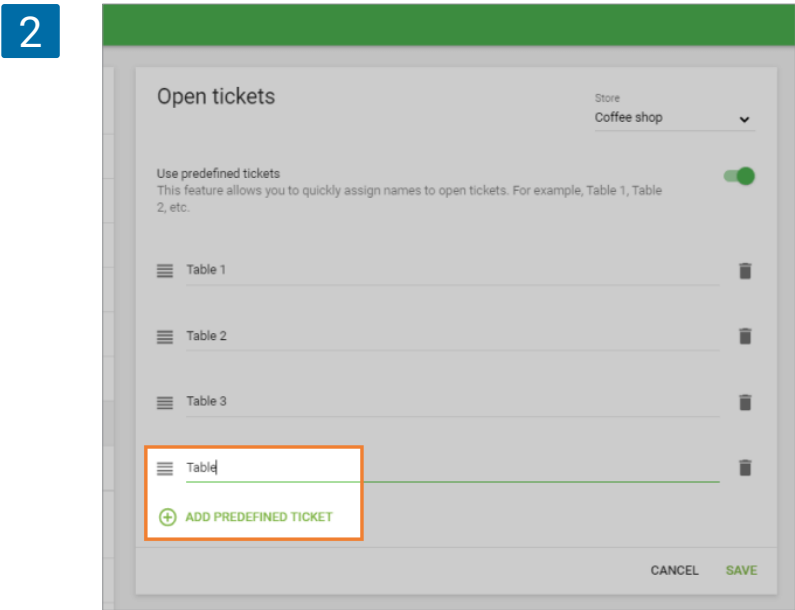 2
Open tickets
Store
Coffee shop
Use predefined tickets
This feature allows you to quickly assign names to open tickets. For example, Table 1, Table
2, etc.
Table 1
Table 2
Table 3
Table
ADD PREDEFINED TICKET
CANCEL SAVE